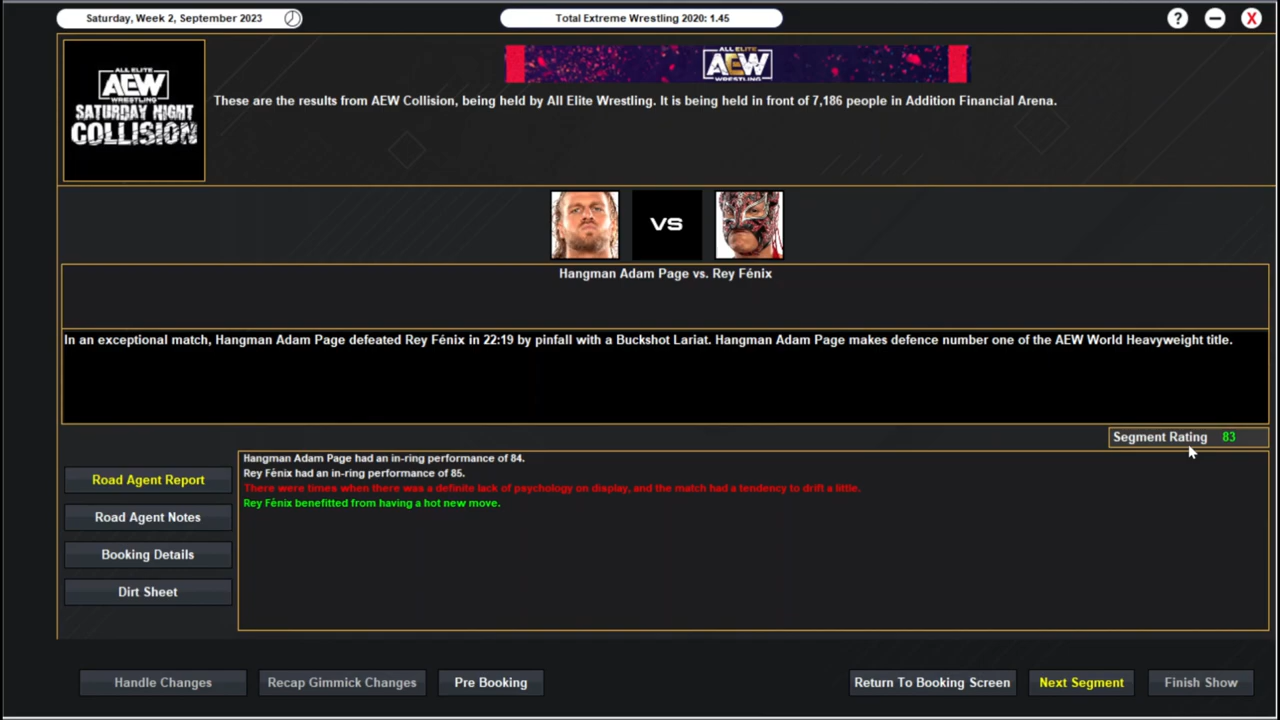 Saturday, Week 2, September 2023
Total Extreme Wrestling 2020: 1.45
?
X
ALL ELITE
AEW
WRESTLING
SATURDAY NIGHT
COLLISION
ALL ELITE
AEW
WRESTLING
These are the results from AEW Collision, being held by All Elite Wrestling. It is being held in front of 7,186 people in Addition Financial Arena.
VS
Hangman Adam Page vs. Rey Fénix
In an exceptional match, Hangman Adam Page defeated Rey Fénix in 22:19 by pinfall with a Buckshot Lariat. Hangman Adam Page makes defence number one of the AEW World Heavyweight title.
Segment Rating 83
Road Agent Report
Road Agent Notes
Booking Details
Dirt Sheet
Hangman Adam Page had an in-ring performance of 84.
Rey Fénix had an in-ring performance of 85.
There were times when there was a definite lack of psychology on display, and the match had a tendency to drift a little.
Rey Fénix benefitted from having a hot new move.
Handle Changes
Recap Gimmick Changes
Pre Booking
Return To Booking Screen
Next Segment
Finish Show